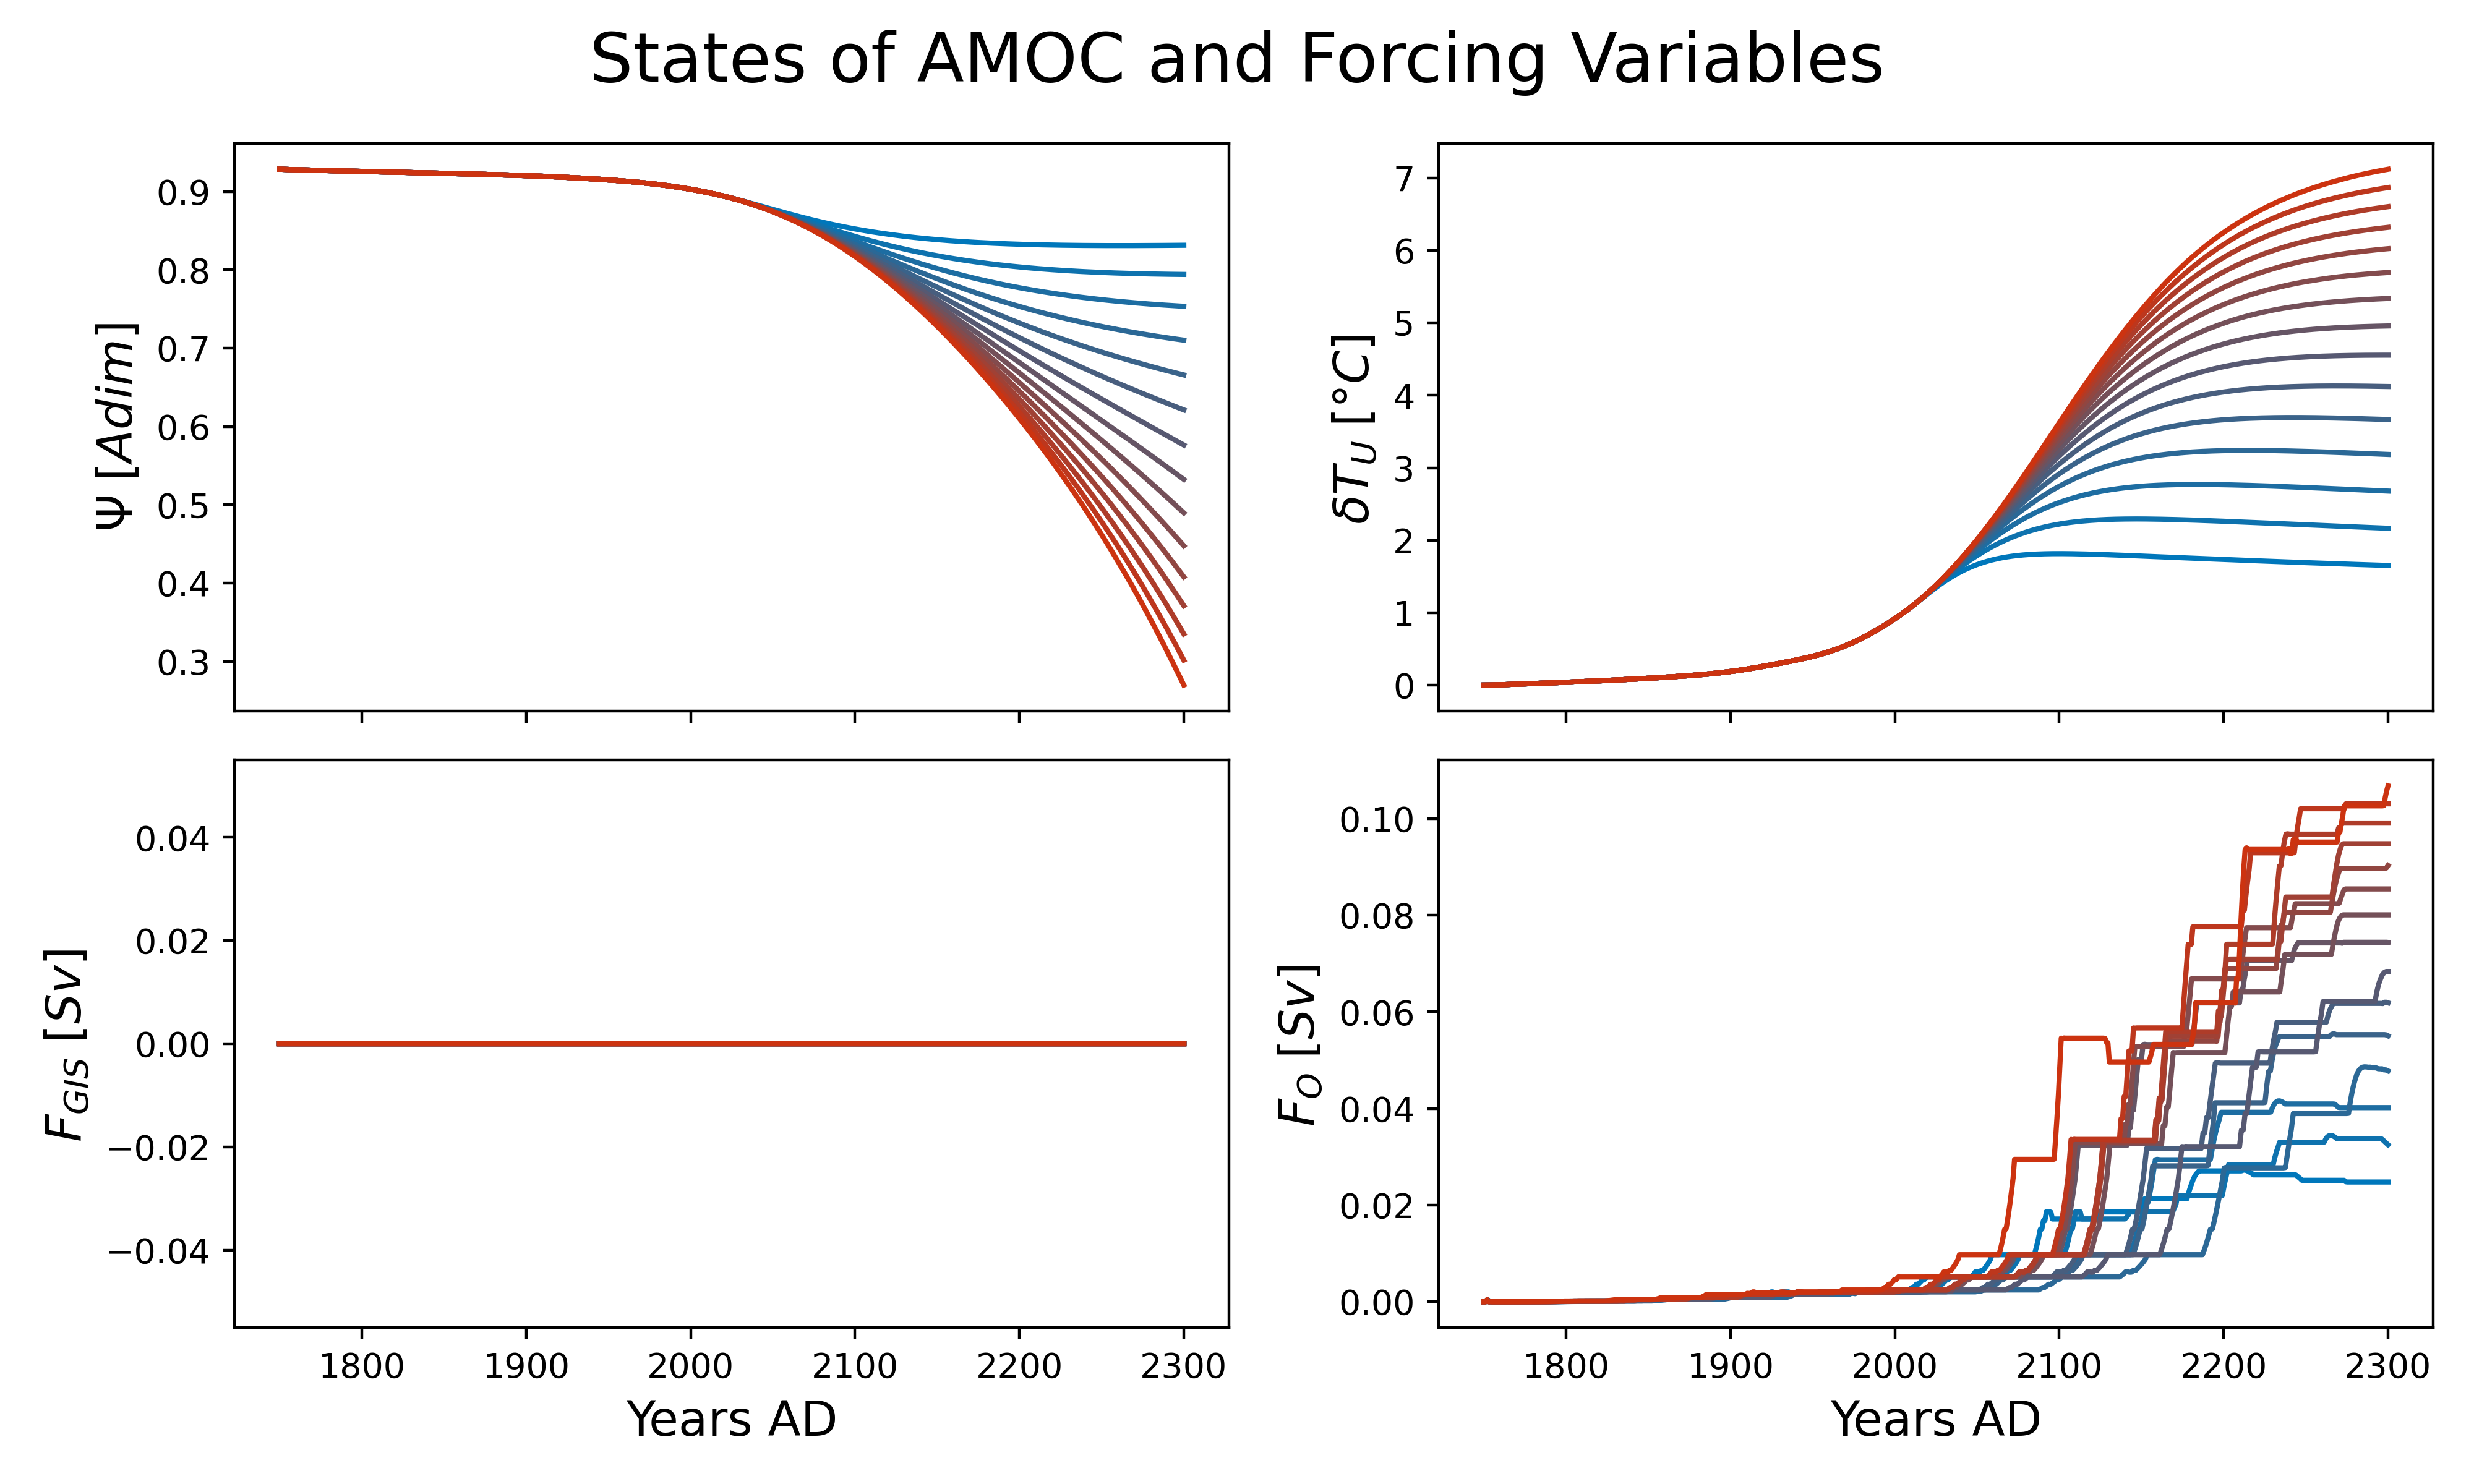 States of AMOC and Forcing Variables
Ψ [Adim]
0.9
0.8
0.7
0.6
0.5
0.4
0.3
δT_U [°C]
7
6
5
4
3
2
1
0
F_GIS [Sv]
0.04
0.02
0.00
−0.02
−0.04
1800 1900 2000 2100 2200 2300
Years AD
F_O [Sv]
0.10
0.08
0.06
0.04
0.02
0.00
1800 1900 2000 2100 2200 2300
Years AD